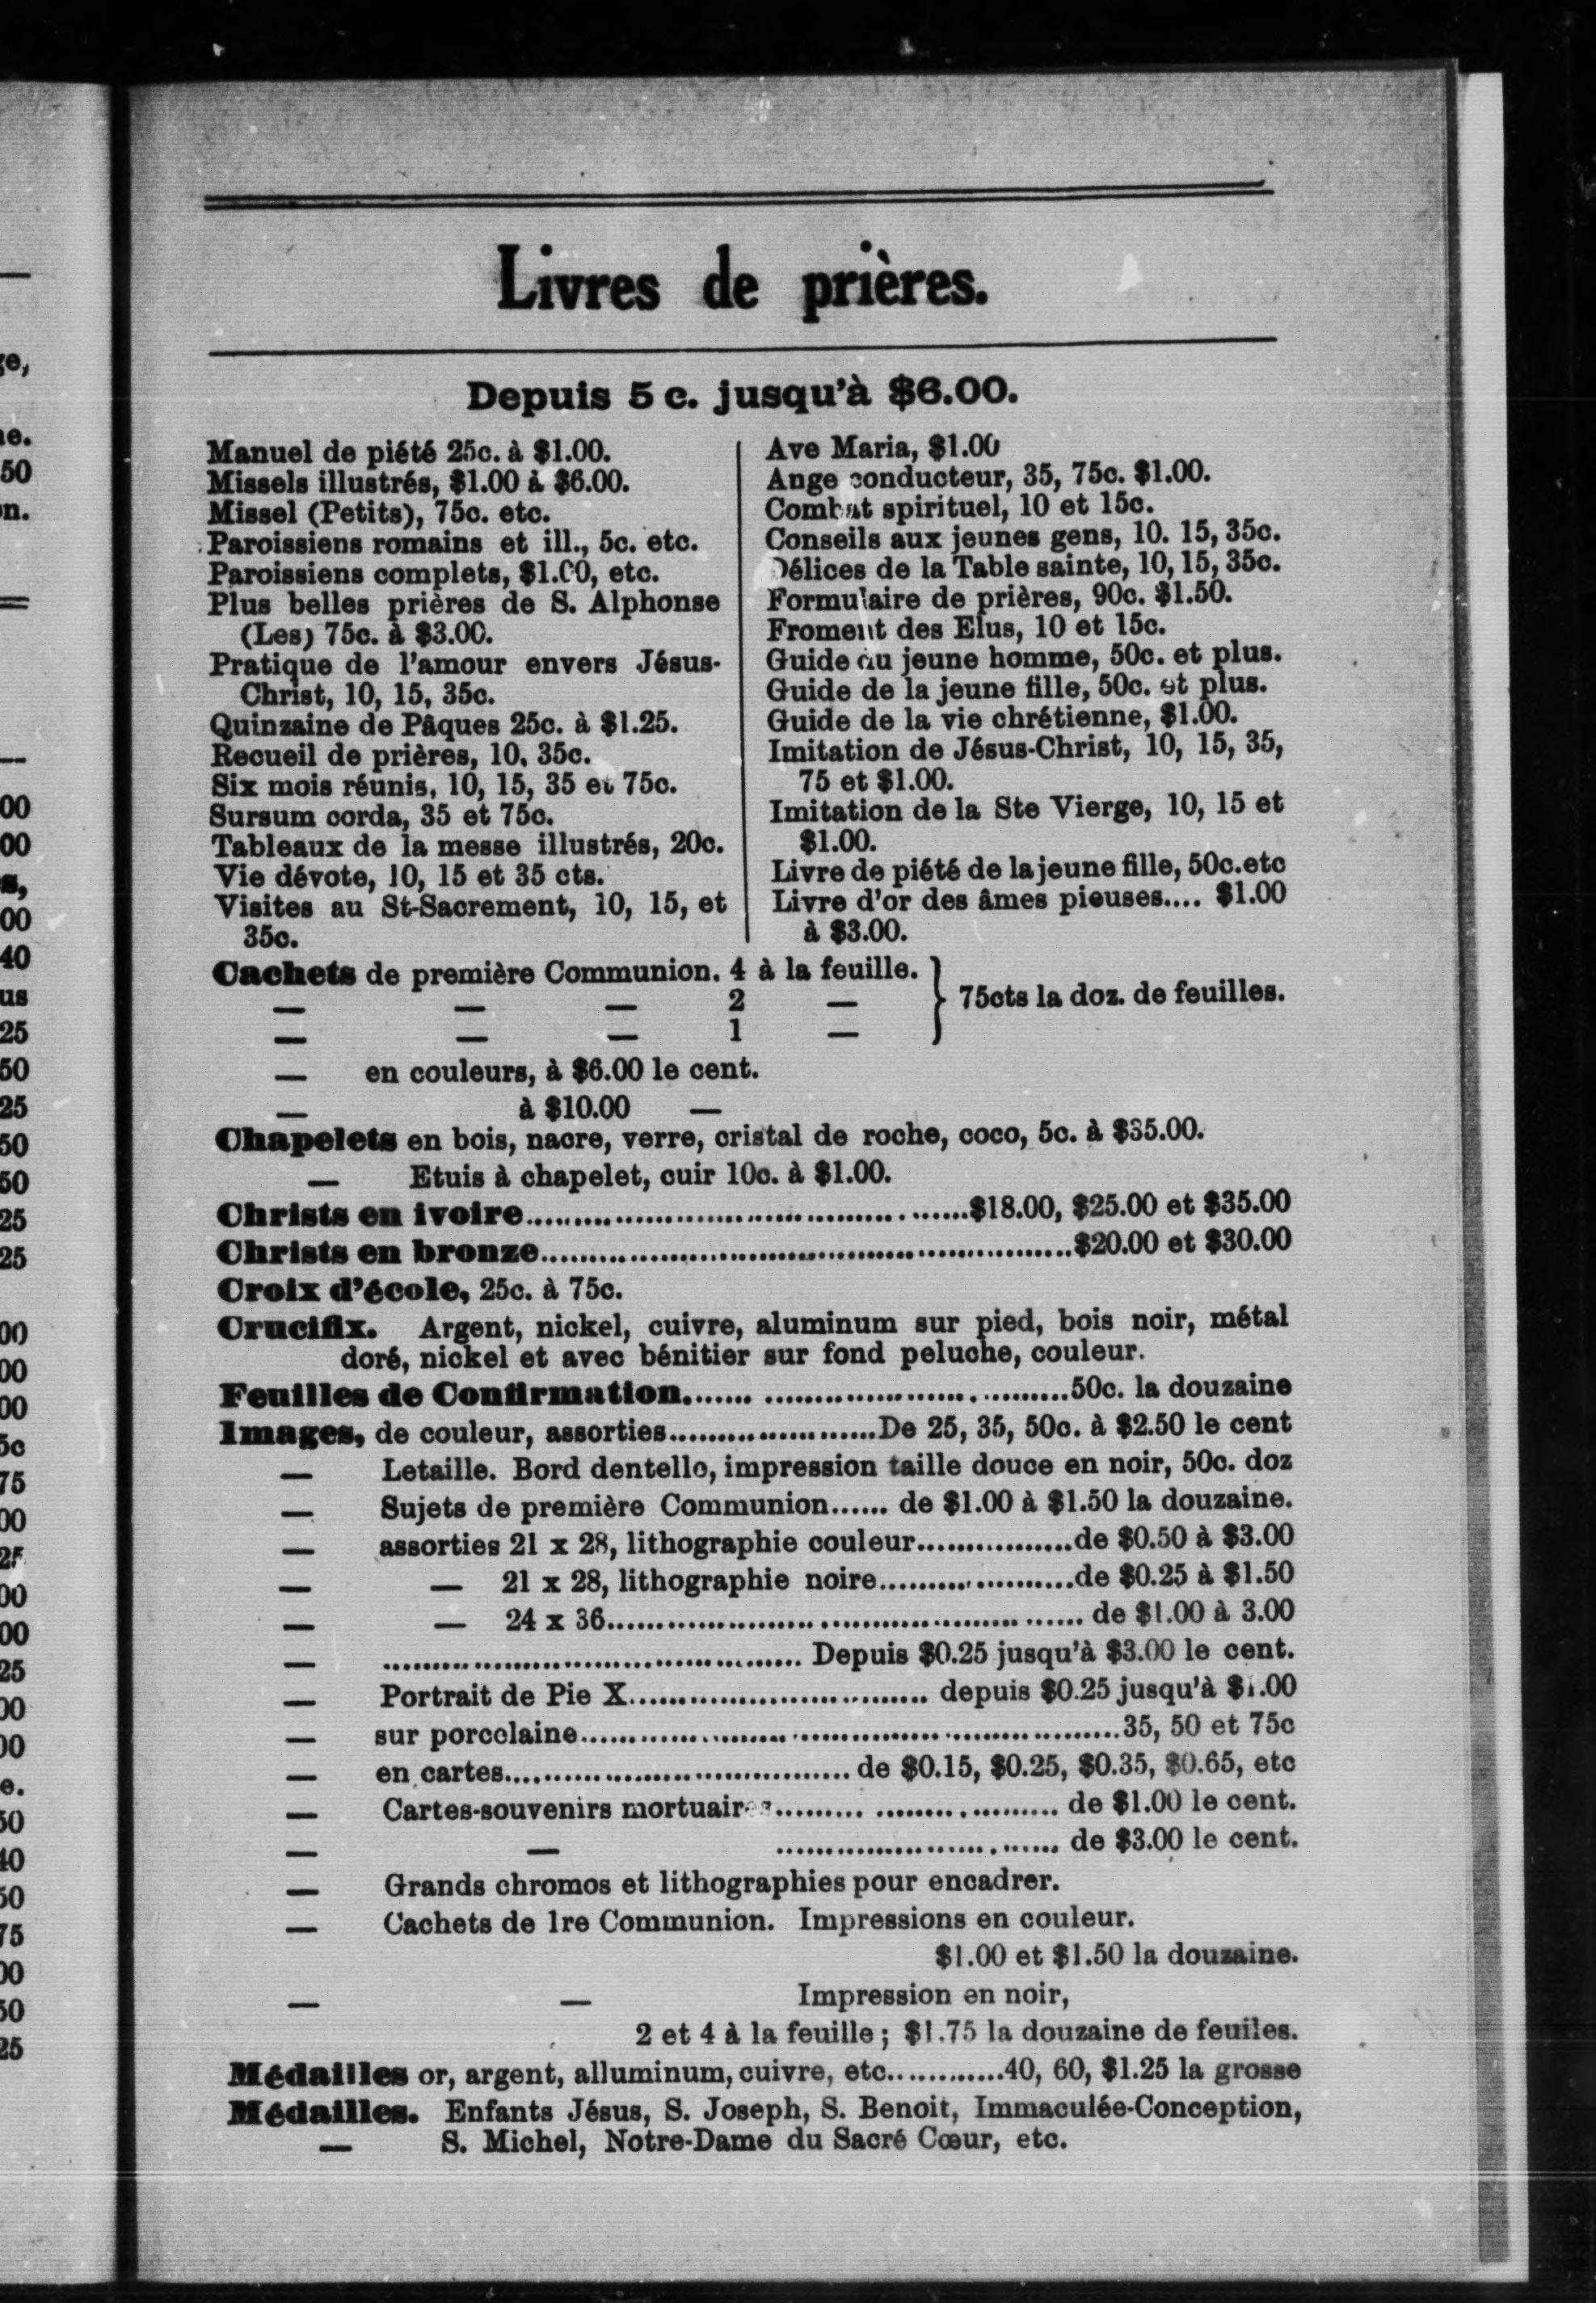 Livres de prières.
Depuis 5 c. jusqu'à $6.00.
Manuel de piété 25c. à $1.00.
Missels illustrés, $1.00 à $6.00.
Missel (Petits), 75c. etc.
Paroissiens romains et ill., 5c. etc.
Paroissiens complets, $1.00, etc.
Plus belles prières de S. Alphonse
(Les) 75c. à $3.00.
Pratique de l'amour envers Jésus-
Christ, 10, 15, 35c.
Quinzaine de Pâques 25c. à $1.25.
Recueil de prières, 10, 35c.
Six mois réunis, 10, 15, 35 et 75c.
Sursum corda, 35 et 75c.
Tableaux de la messe illustrés, 20c.
Vie dévote, 10, 15 et 35 cts.
Visites au St-Sacrement, 10, 15, et
35c.
Ave Maria, $1.00
Ange conducteur, 35, 75c. $1.00.
Combat spirituel, 10 et 15c.
Conseils aux jeunes gens, 10. 15, 35c.
Délices de la Table sainte, 10, 15, 35c.
Formulaire de prières, 90c. $1.50.
Froment des Elus, 10 et 15c.
Guide du jeune homme, 50c. et plus.
Guide de la jeune fille, 50c. et plus.
Guide de la vie chrétienne, $1.00.
Imitation de Jésus-Christ, 10, 15, 35,
75 et $1.00.
Imitation de la Ste Vierge, 10, 15 et
$1.00.
Livre de piété de la jeune fille, 50c.etc
Livre d'or des âmes pieuses.... $1.00
à $3.00.
Cachets de première Communion. 4 à la feuille.
— — — 2 — } 75cts la doz. de feuilles.
— — — 1 —
— en couleurs, à $6.00 le cent.
— à $10.00 —
Chapelets en bois, nacre, verre, cristal de roche, coco, 5c. à $35.00.
— Etuis à chapelet, cuir 10c. à $1.00.
Christs en ivoire..........$18.00, $25.00 et $35.00
Christs en bronze..........$20.00 et $30.00
Croix d'école, 25c. à 75c.
Crucifix. Argent, nickel, cuivre, aluminum sur pied, bois noir, métal
doré, nickel et avec bénitier sur fond peluche, couleur.
Feuilles de Confirmation..........50c. la douzaine
Images, de couleur, assorties..........De 25, 35, 50c. à $2.50 le cent
— Letaille. Bord dentelle, impression taille douce en noir, 50c. doz
— Sujets de première Communion...... de $1.00 à $1.50 la douzaine.
— assorties 21 x 28, lithographie couleur..........de $0.50 à $3.00
— — 21 x 28, lithographie noire..........de $0.25 à $1.50
— — 24 x 36.......... de $1.00 à 3.00
— .......... Depuis $0.25 jusqu'à $3.00 le cent.
— Portrait de Pie X.......... depuis $0.25 jusqu'à $1.00
— sur porcelaine..........35, 50 et 75c
— en cartes.......... de $0.15, $0.25, $0.35, $0.65, etc
— Cartes-souvenirs mortuaires.......... de $1.00 le cent.
— — .......... de $3.00 le cent.
— Grands chromos et lithographies pour encadrer.
— Cachets de 1re Communion. Impressions en couleur.
$1.00 et $1.50 la douzaine.
— — Impression en noir,
2 et 4 à la feuille ; $1.75 la douzaine de feuiles.
Médailles or, argent, alluminum, cuivre, etc..........40, 60, $1.25 la grosse
Médailles. Enfants Jésus, S. Joseph, S. Benoit, Immaculée-Conception,
— S. Michel, Notre-Dame du Sacré Cœur, etc.